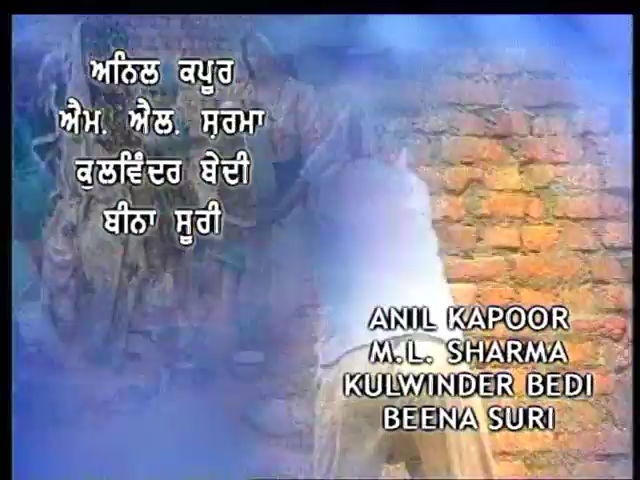 ਅਨਿਲ ਕਪੂਰ
ਐਮ. ਐਲ. ਸ਼ਰਮਾ
ਕੁਲਵਿੰਦਰ ਬੇਦੀ
ਬੀਨਾ ਸੂਰੀ
ANIL KAPOOR
M.L. SHARMA
KULWINDER BEDI
BEENA SURI